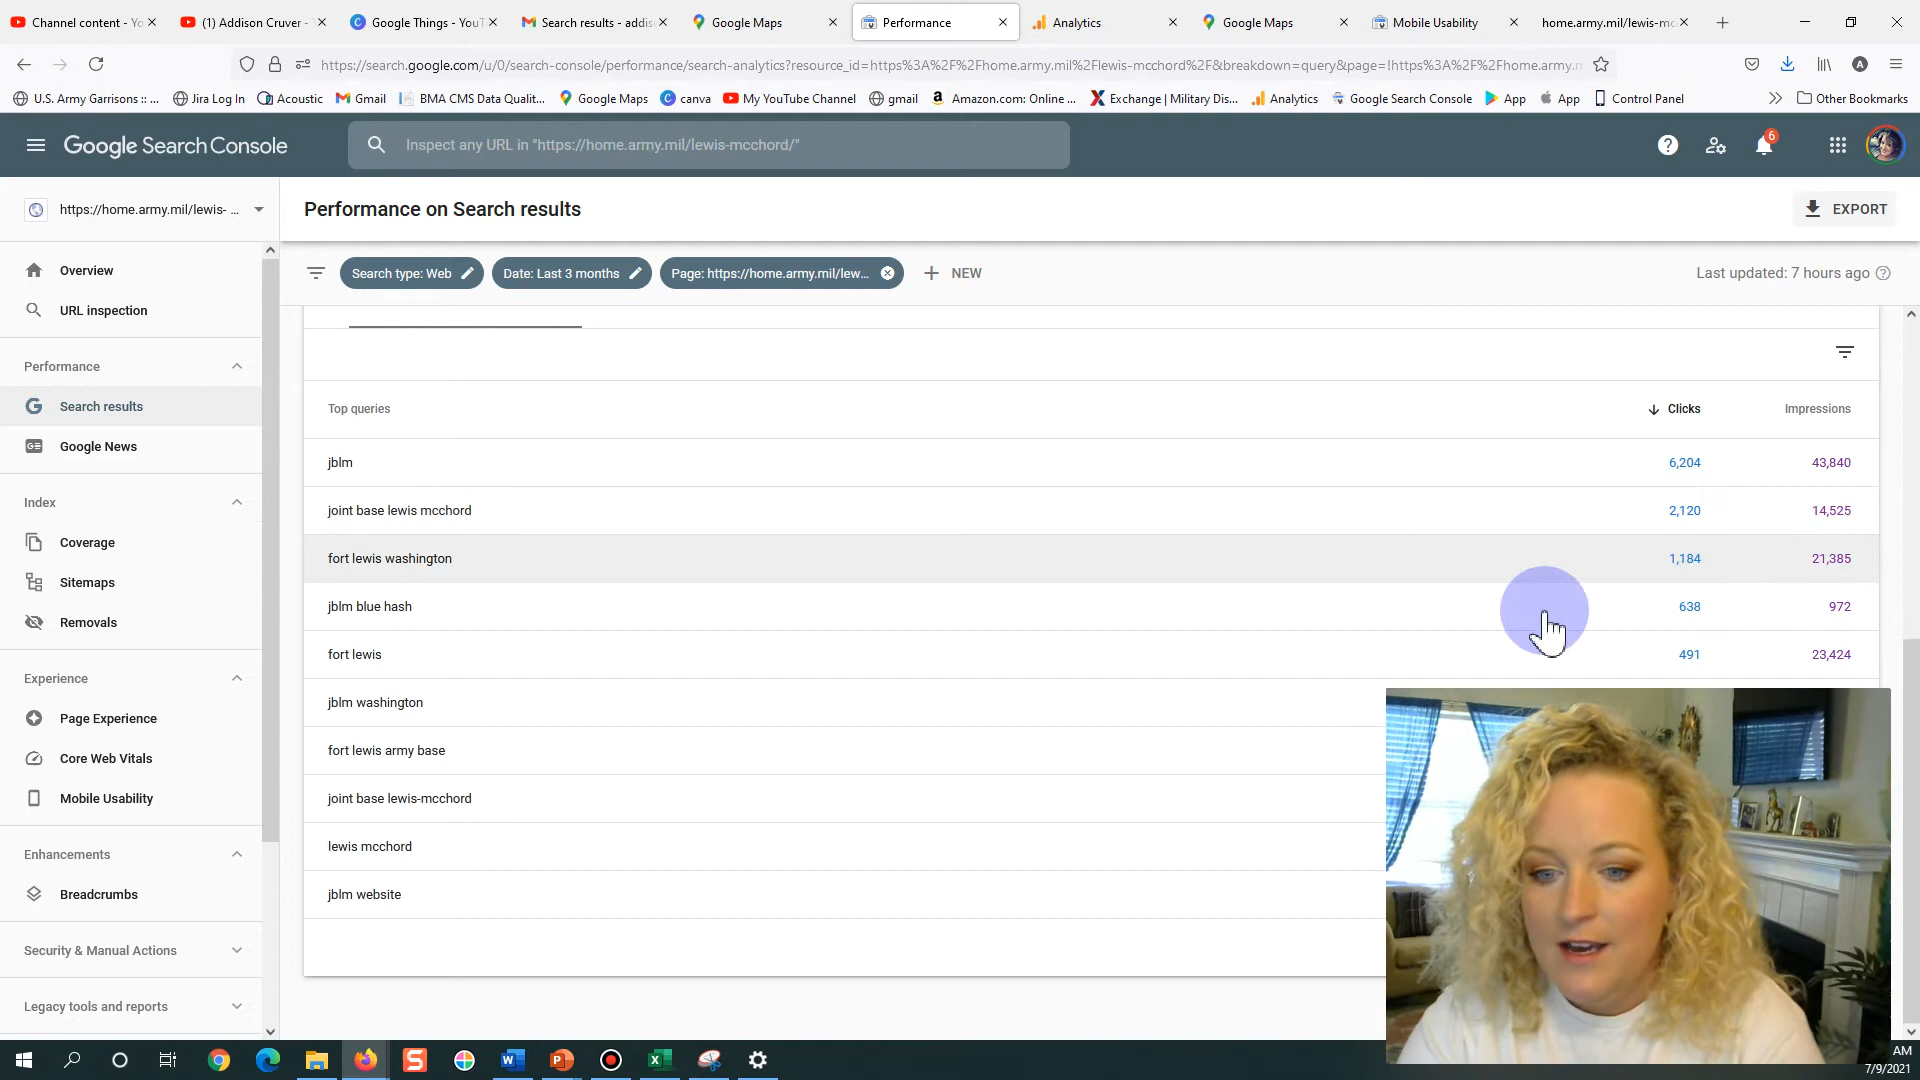 Channel content - Yo
(1) Addison Cruver -
Google Things - YouT
Search results - addis
Google Maps
Performance
Analytics
Google Maps
Mobile Usability
home.army.mil/lewis-mc
https://search.google.com/u/0/search-console/performance/search-analytics?resource_id=https%3A%2F%2Fhome.army.mil%2Flewis-mcchord%2F&breakdown=query&page=!https%3A%2F%2Fhome.army.m
U.S. Army Garrisons :: ...
Jira Log In
Acoustic
Gmail
BMA CMS Data Qualit...
Google Maps
canva
My YouTube Channel
gmail
Amazon.com: Online ...
Exchange | Military Dis...
Analytics
Google Search Console
App
App
Control Panel
Other Bookmarks
Google Search Console
Inspect any URL in "https://home.army.mil/lewis-mcchord/"
6
https://home.army.mil/lewis- ...
Performance on Search results
EXPORT
Search type: Web
Date: Last 3 months
Page: https://home.army.mil/lew...
NEW
Last updated: 7 hours ago
Overview
URL inspection
Performance
Search results
Google News
Index
Coverage
Sitemaps
Removals
Experience
Page Experience
Core Web Vitals
Mobile Usability
Enhancements
Breadcrumbs
Security & Manual Actions
Legacy tools and reports
Top queries Clicks Impressions
jblm 6,204 43,840
joint base lewis mcchord 2,120 14,525
fort lewis washington 1,184 21,385
jblm blue hash 638 972
fort lewis 491 23,424
jblm washington
fort lewis army base
joint base lewis-mcchord
lewis mcchord
jblm website
AM
7/9/2021